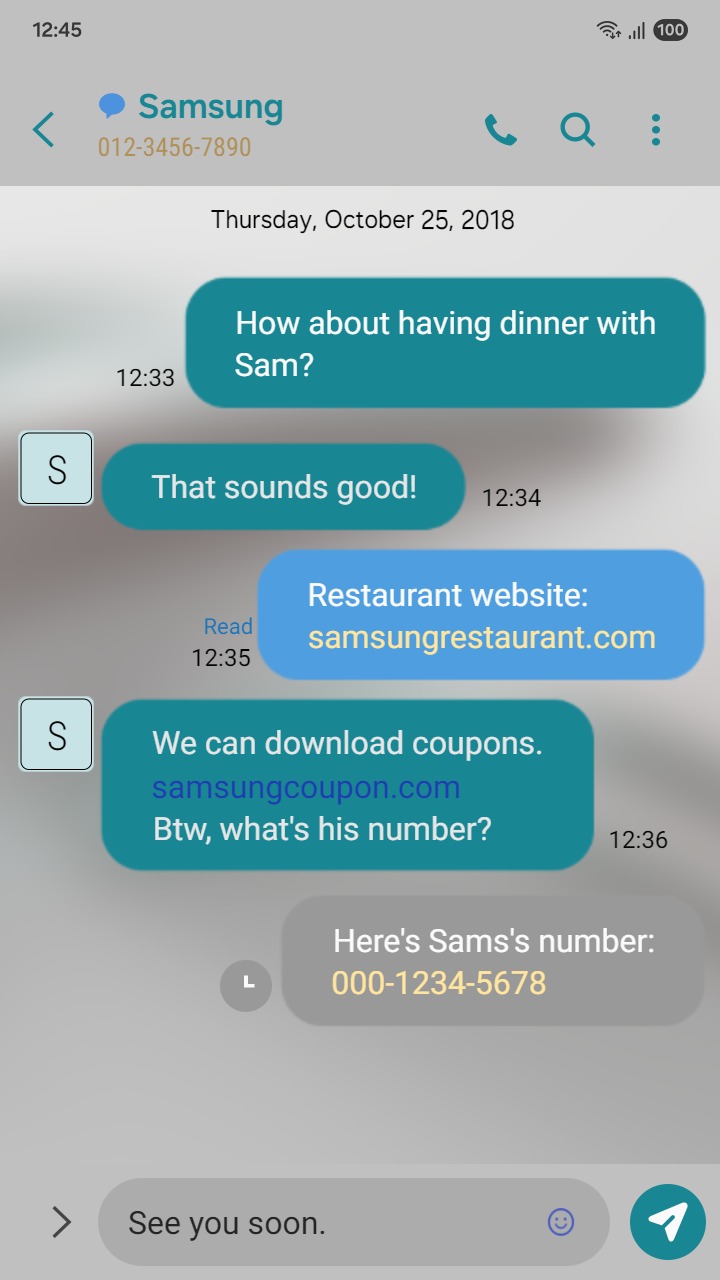 12:45
100
Samsung
012-3456-7890
Thursday, October 25, 2018
How about having dinner with
Sam?
12:33
S
That sounds good!
12:34
Restaurant website:
samsungrestaurant.com
Read
12:35
S
We can download coupons.
samsungcoupon.com
Btw, what's his number?
12:36
Here's Sams's number:
000-1234-5678
See you soon.